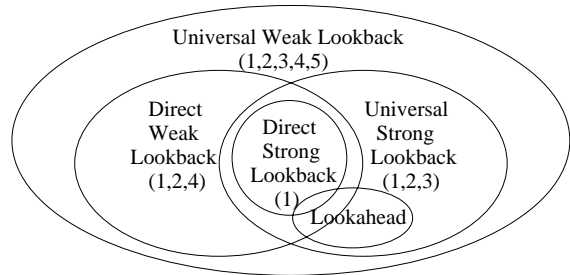 Universal Weak Lookback
(1,2,3,4,5)
Direct
Weak
Lookback
(1,2,4)
Direct
Strong
Lookback
(1)
Universal
Strong
Lookback
(1,2,3)
Lookahead